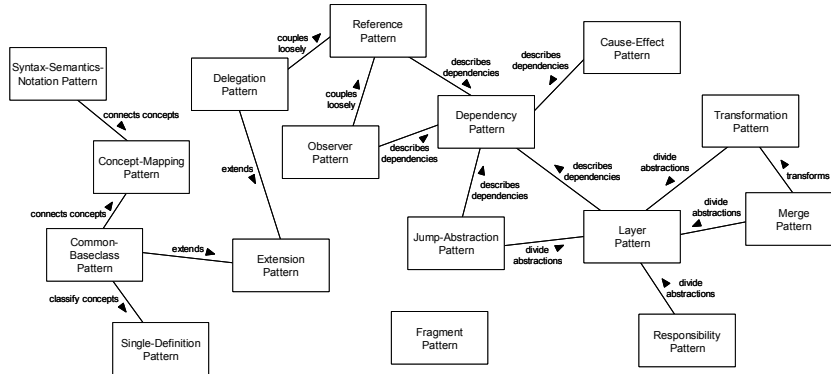 Reference
Pattern
couples
loosely
Cause-Effect
Pattern
describes
dependencies
describes
dependencies
Syntax-Semantics-
Notation Pattern
Delegation
Pattern
couples
loosely
connects concepts
Dependency
Pattern
Transformation
Pattern
Observer
Pattern
describes
dependencies
Concept-Mapping
Pattern
extends
describes
dependencies
describes
dependencies
divide
abstractions
transforms
connects concepts
divide
abstractions
Merge
Pattern
Common-
Baseclass
Pattern
extends
Extension
Pattern
Jump-Abstraction
Pattern
divide
abstractions
Layer
Pattern
classify concepts
divide
abstractions
Single-Definition
Pattern
Fragment
Pattern
Responsibility
Pattern